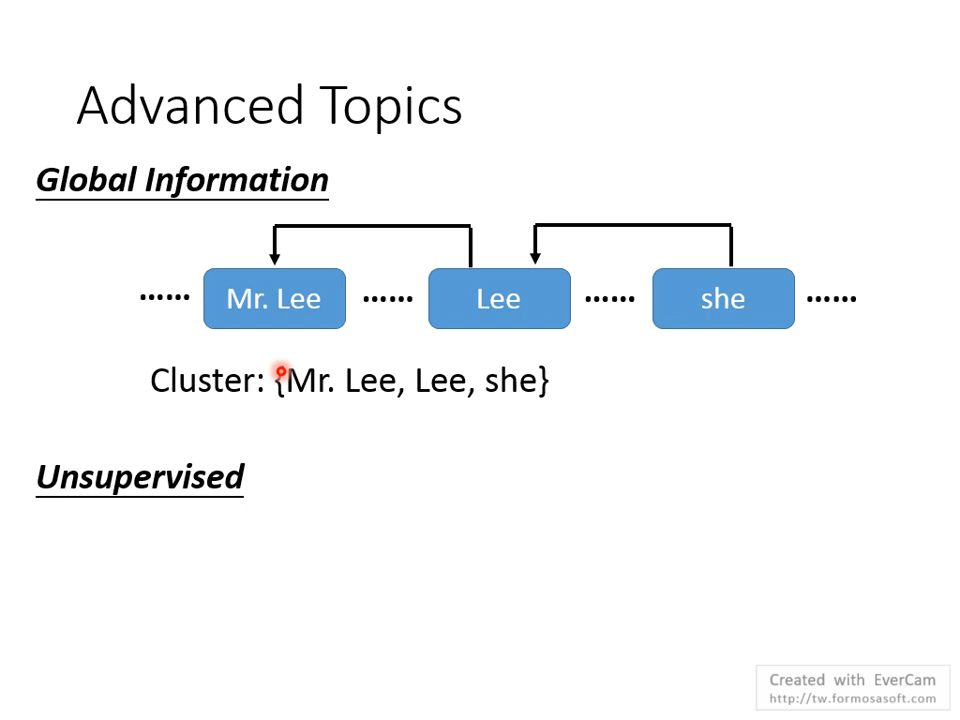 Advanced Topics
Global Information
...... Mr. Lee ...... Lee ...... she ......
Cluster: {Mr. Lee, Lee, she}
Unsupervised
Created with EverCam
http://tw.formosasoft.com